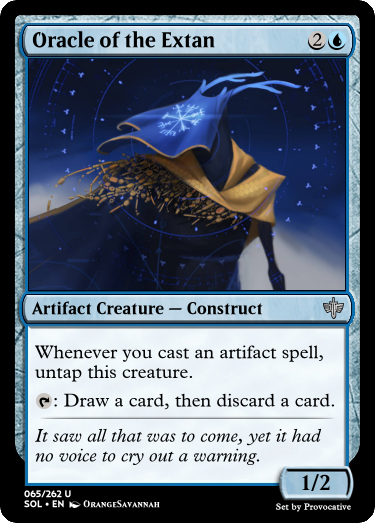 Oracle of the Extan 2
Artifact Creature — Construct
Whenever you cast an artifact spell,
untap this creature.
: Draw a card, then discard a card.
It saw all that was to come, yet it had
no voice to cry out a warning.
1/2
065/262 U
SOL • EN OrangeSavannah
Set by Provocative